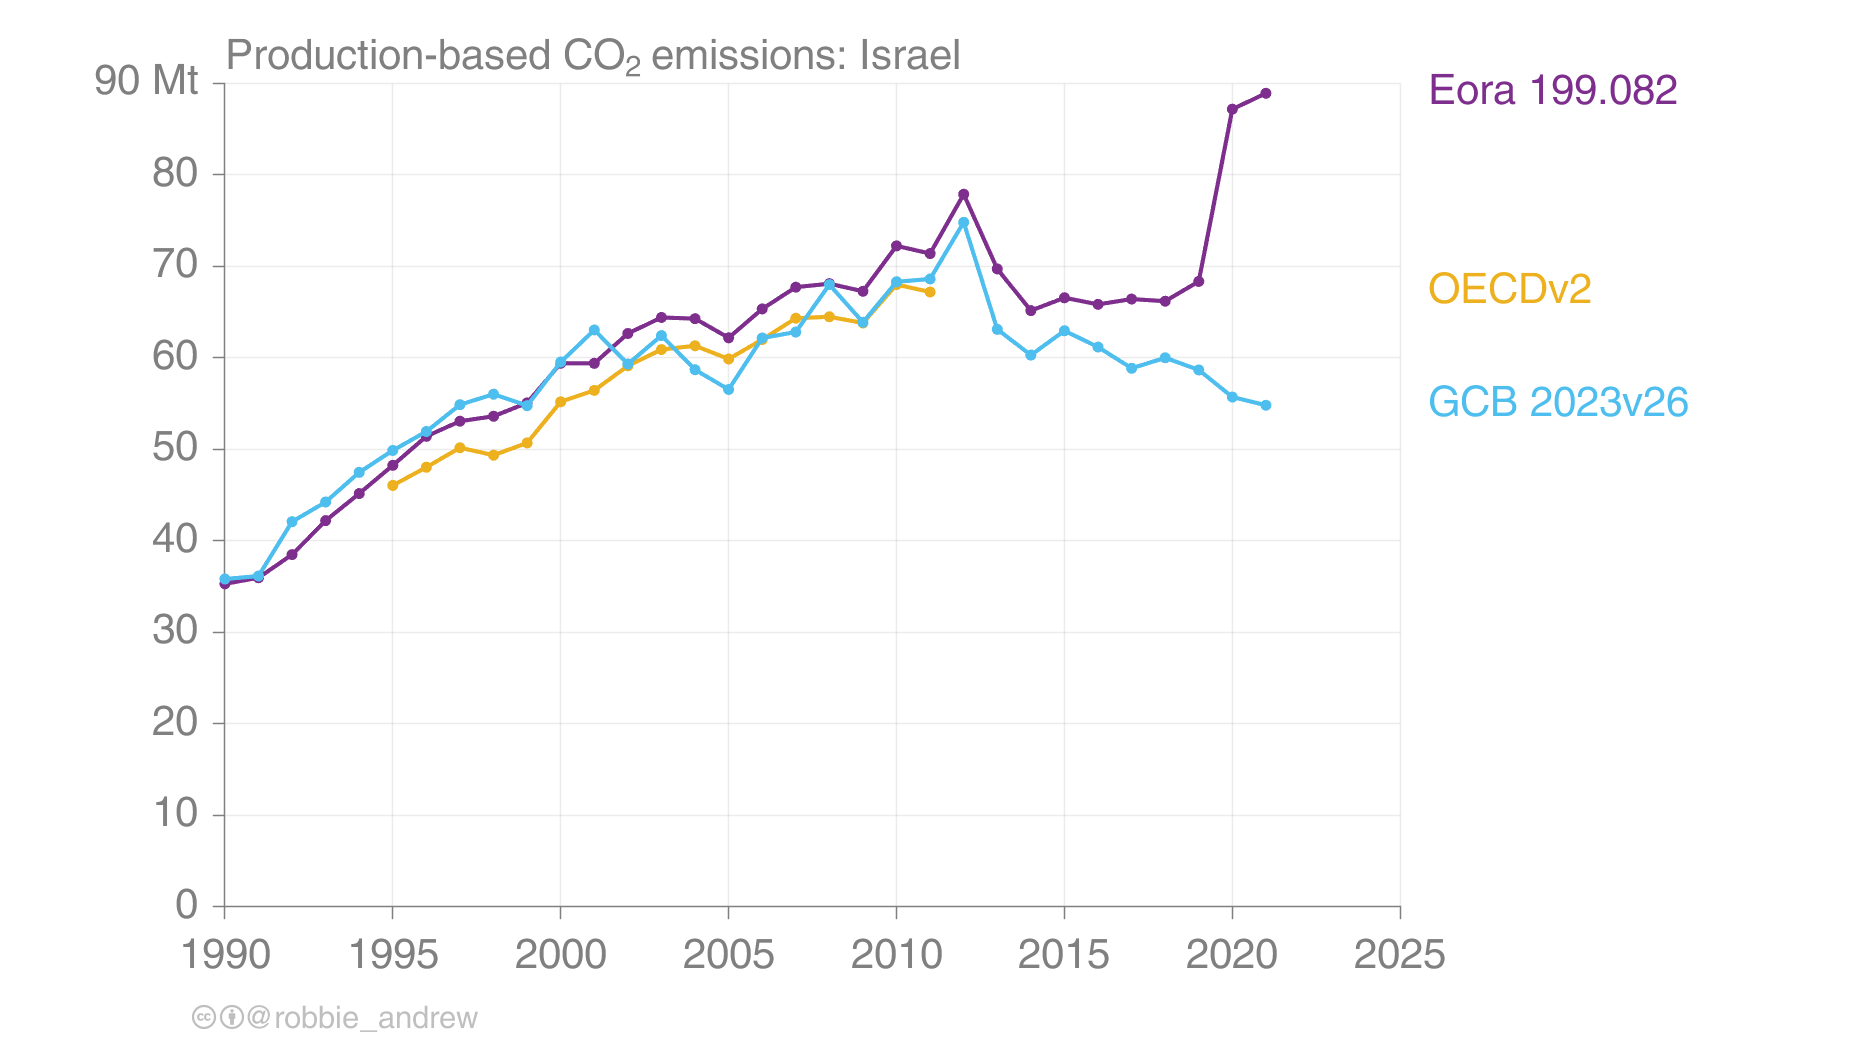 Production-based CO₂ emissions: Israel
90 Mt
80
70
60
50
40
30
20
10
0
1990 1995 2000 2005 2010 2015 2020 2025
Eora 199.082
OECDv2
GCB 2023v26
@robbie_andrew